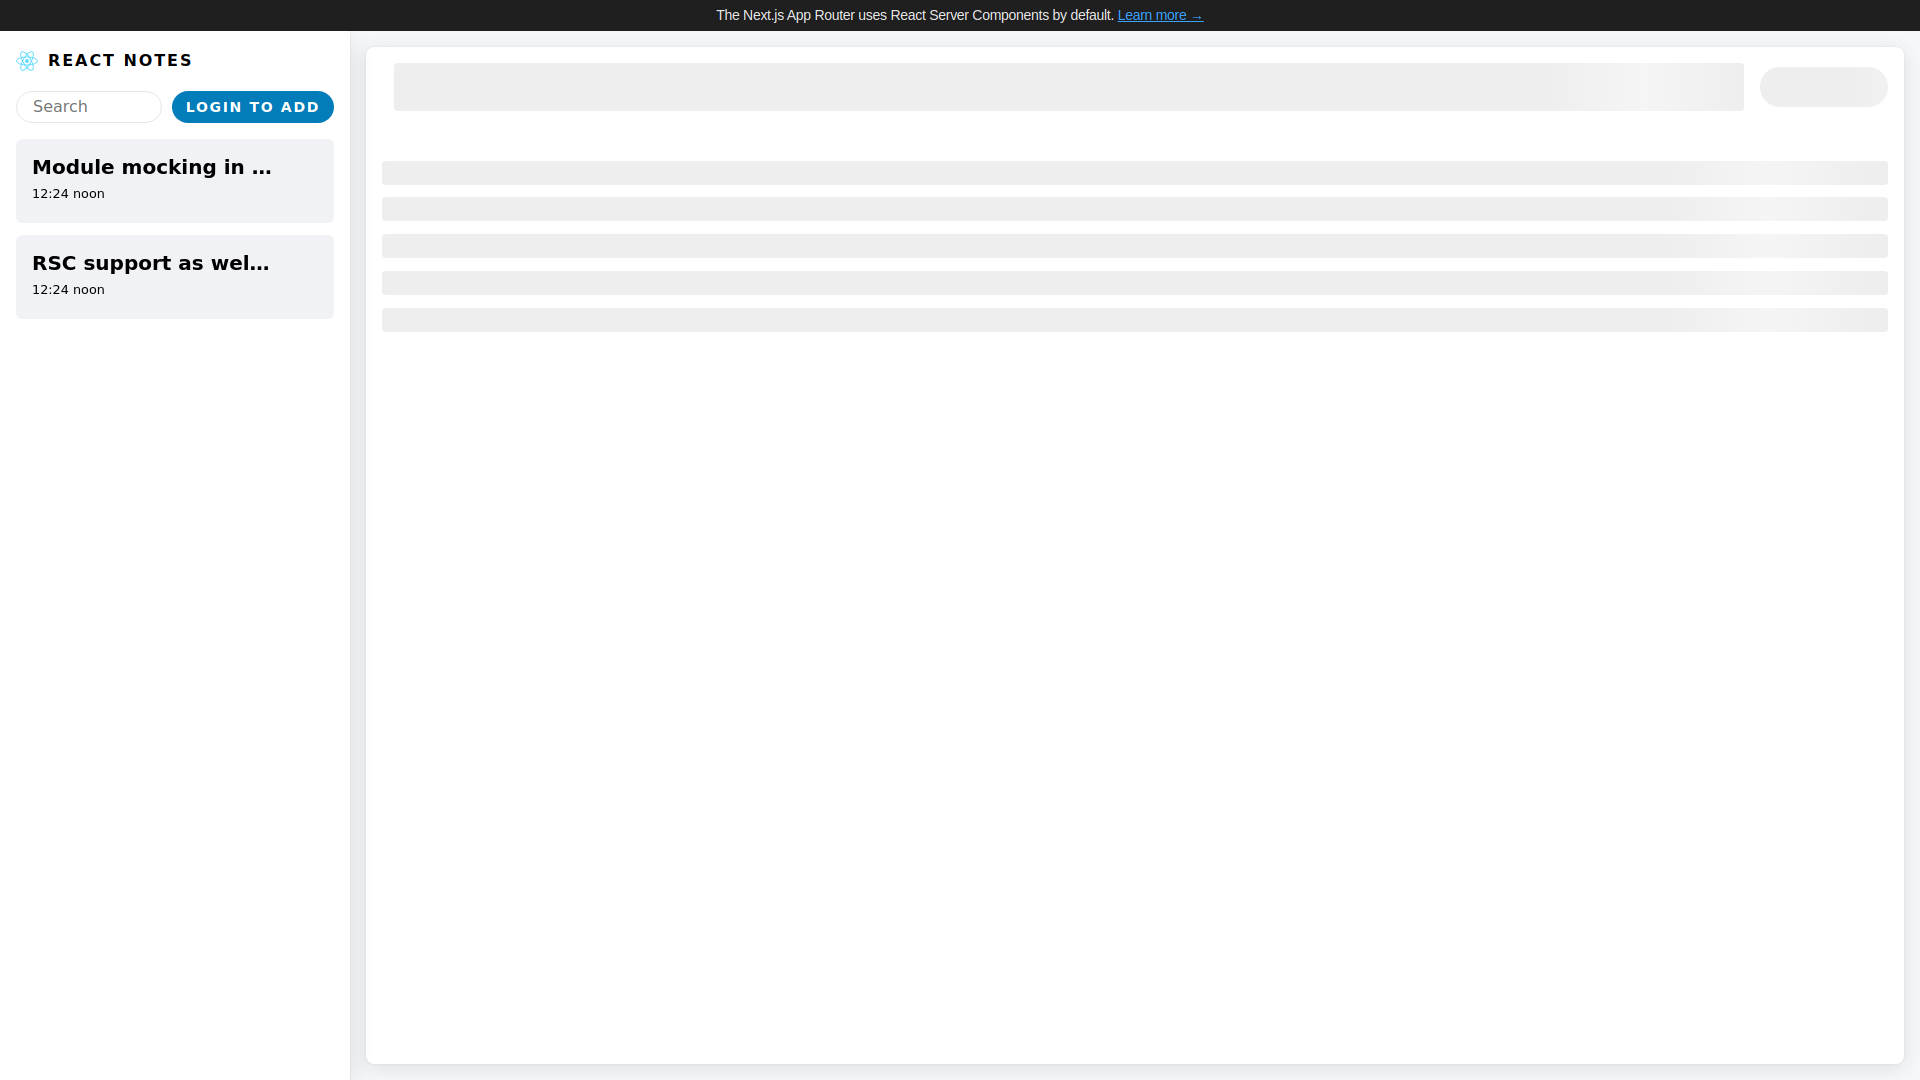 The Next.js App Router uses React Server Components by default. Learn more →
REACT NOTES
Search
LOGIN TO ADD
Module mocking in ...
12:24 noon
RSC support as wel...
12:24 noon